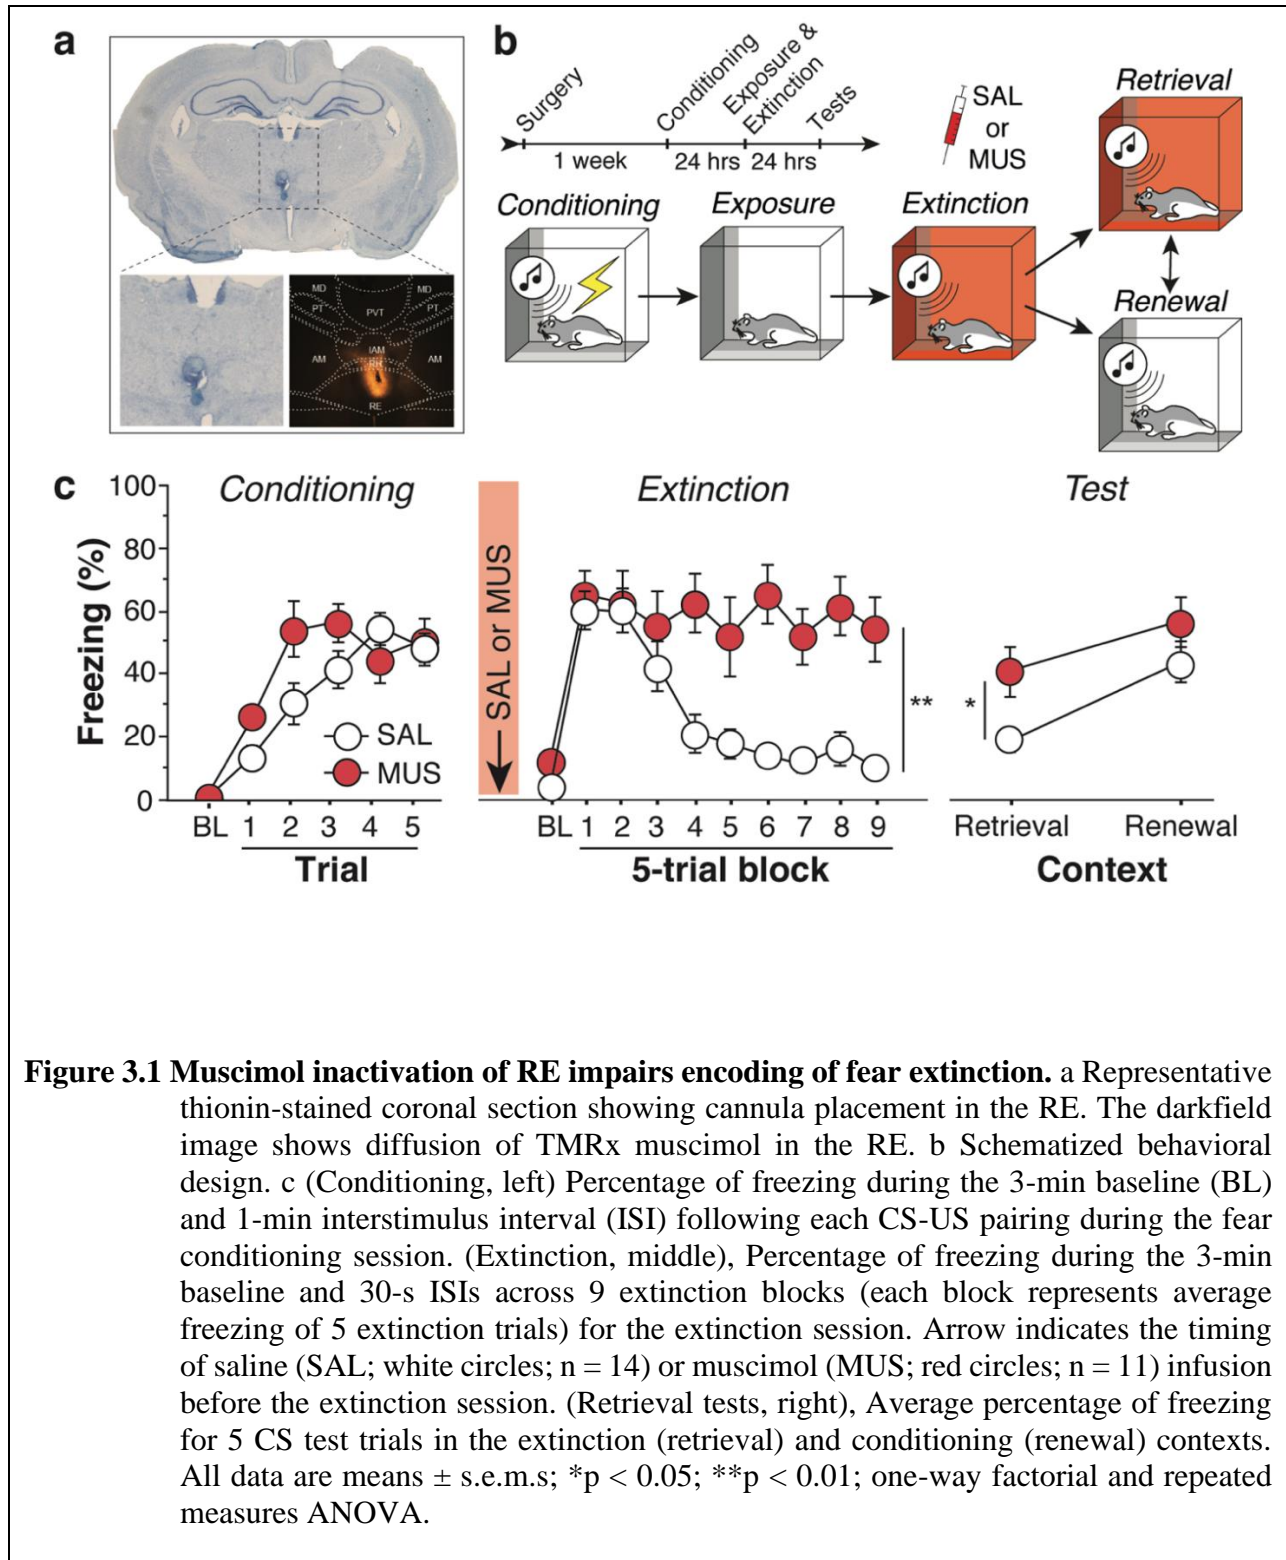 a
MD
MD
PT
PVT
PT
IAM
AM
AM
RH
RE
b
Surgery
Conditioning
Exposure &
Extinction
Tests
1 week
24 hrs
24 hrs
SAL
or
MUS
Retrieval
Conditioning
Exposure
Extinction
Renewal
c
Conditioning
Extinction
Test
Freezing (%)
100
80
60
40
20
0
SAL
MUS
SAL or MUS
**
*
BL 1 2 3 4 5
Trial
BL 1 2 3 4 5 6 7 8 9
5-trial block
Retrieval
Renewal
Context
Figure 3.1 Muscimol inactivation of RE impairs encoding of fear extinction. a Representative
thionin-stained coronal section showing cannula placement in the RE. The darkfield
image shows diffusion of TMRx muscimol in the RE. b Schematized behavioral
design. c (Conditioning, left) Percentage of freezing during the 3-min baseline (BL)
and 1-min interstimulus interval (ISI) following each CS-US pairing during the fear
conditioning session. (Extinction, middle), Percentage of freezing during the 3-min
baseline and 30-s ISIs across 9 extinction blocks (each block represents average
freezing of 5 extinction trials) for the extinction session. Arrow indicates the timing
of saline (SAL; white circles; n = 14) or muscimol (MUS; red circles; n = 11) infusion
before the extinction session. (Retrieval tests, right), Average percentage of freezing
for 5 CS test trials in the extinction (retrieval) and conditioning (renewal) contexts.
All data are means ± s.e.m.s; *p < 0.05; **p < 0.01; one-way factorial and repeated
measures ANOVA.